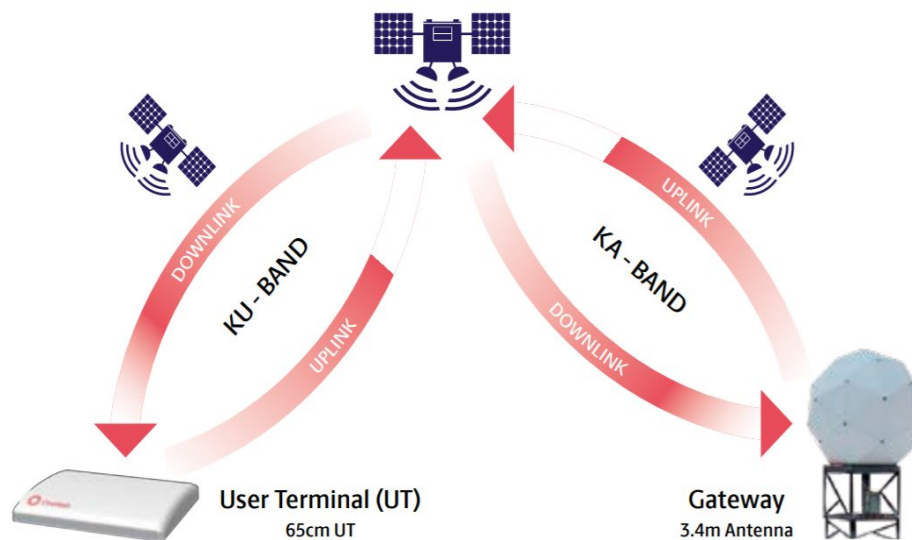 DOWNLINK
KU - BAND
UPLINK
UPLINK
KA - BAND
DOWNLINK
User Terminal (UT)
65cm UT
Gateway
3.4m Antenna